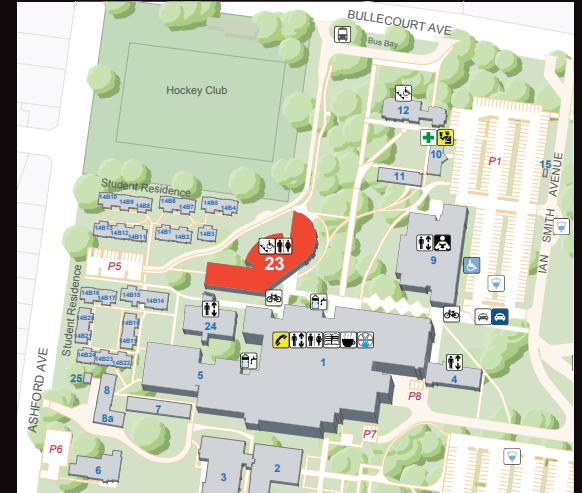 BULLECOURT AVE
Bus Bay
Hockey Club
12
10
P1
15
11
IAN SMITH AVENUE
Student Residence
14B10
14B9
14B8
14B6
14B7
14B5
14B4
14B13
14B12
14B11
14B1
14B2
14B3
P5
23
9
Student Residence
14B16
14B17
14B15
14B14
24
14B18
14B19
14B20
14B21
14B24
14B23
14B22
1
5
4
25
8
7
8a
P8
P7
ASHFORD AVE
P6
6
3
2